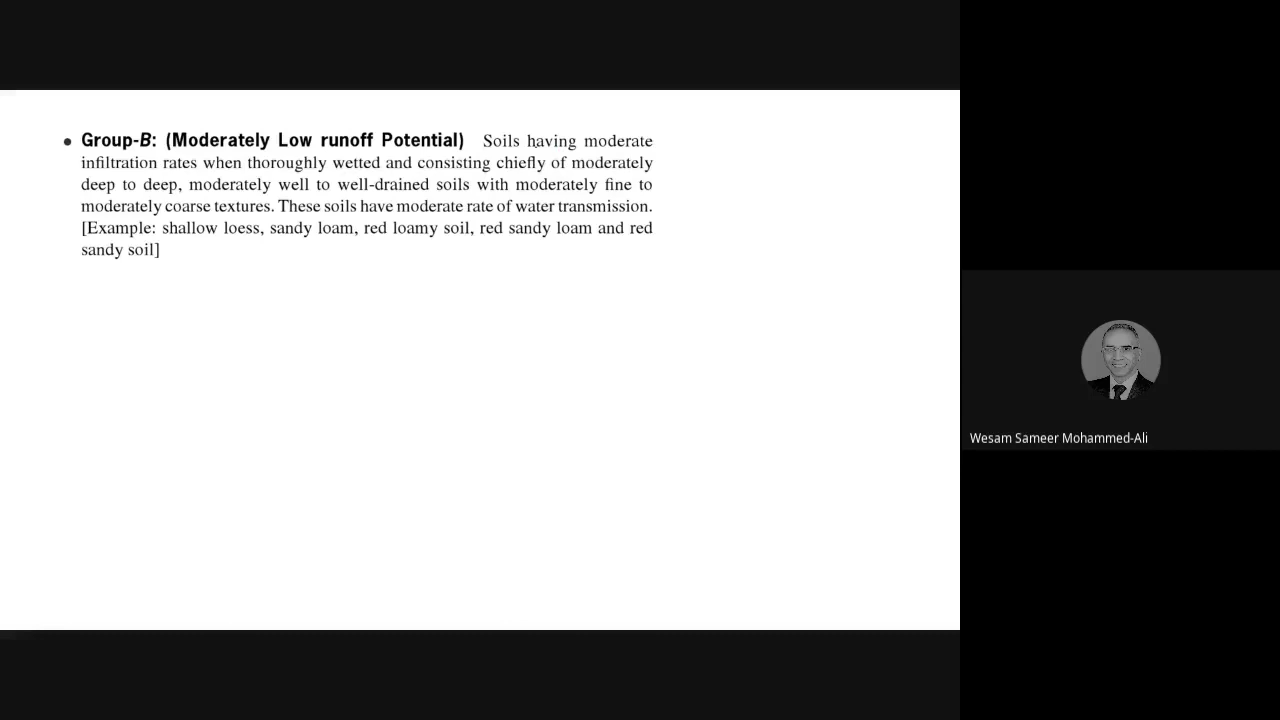 • Group-B: (Moderately Low runoff Potential) Soils having moderate
infiltration rates when thoroughly wetted and consisting chiefly of moderately
deep to deep, moderately well to well-drained soils with moderately fine to
moderately coarse textures. These soils have moderate rate of water transmission.
[Example: shallow loess, sandy loam, red loamy soil, red sandy loam and red
sandy soil]
Wesam Sameer Mohammed-Ali